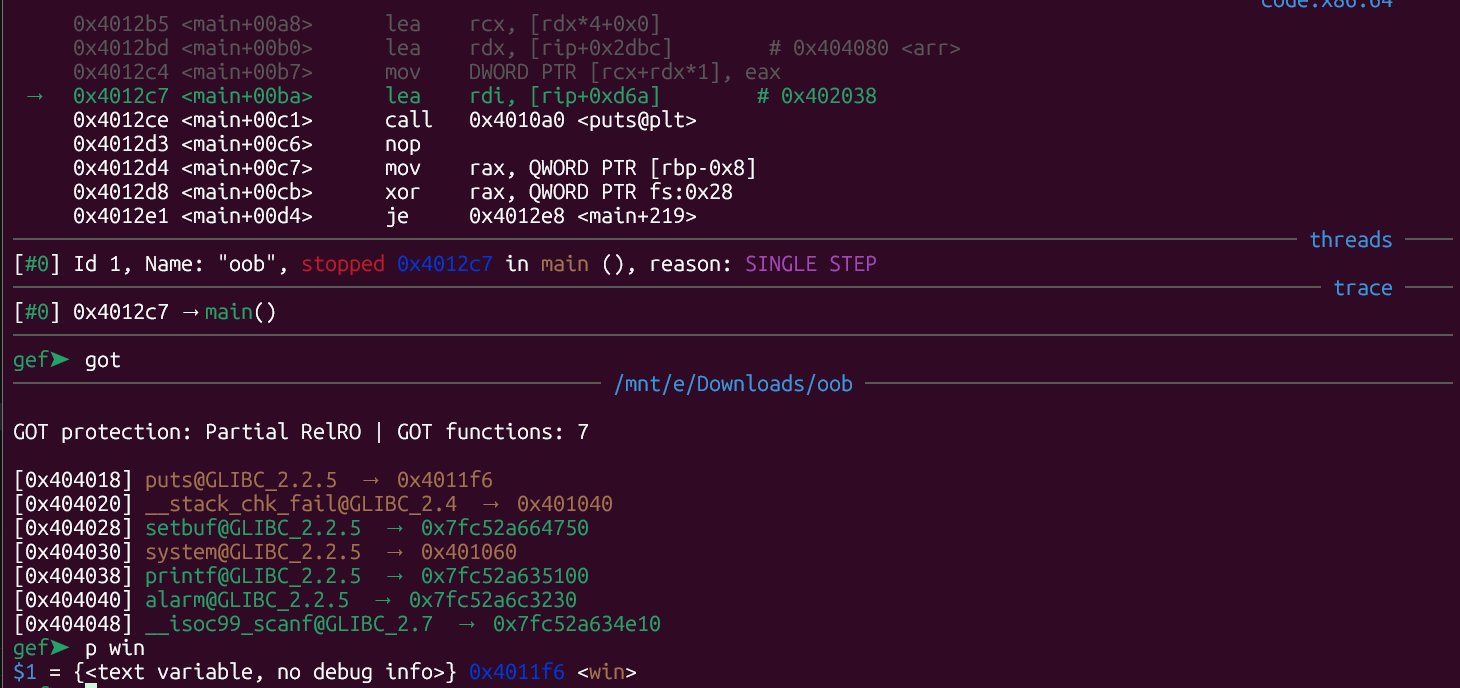 code:x86:64
0x4012b5 <main+00a8> lea rcx, [rdx*4+0x0]
0x4012bd <main+00b0> lea rdx, [rip+0x2dbc] # 0x404080 <arr>
0x4012c4 <main+00b7> mov DWORD PTR [rcx+rdx*1], eax
→ 0x4012c7 <main+00ba> lea rdi, [rip+0xd6a] # 0x402038
0x4012ce <main+00c1> call 0x4010a0 <puts@plt>
0x4012d3 <main+00c6> nop
0x4012d4 <main+00c7> mov rax, QWORD PTR [rbp-0x8]
0x4012d8 <main+00cb> xor rax, QWORD PTR fs:0x28
0x4012e1 <main+00d4> je 0x4012e8 <main+219>
threads
[#0] Id 1, Name: "oob", stopped 0x4012c7 in main (), reason: SINGLE STEP
trace
[#0] 0x4012c7 → main()
gef➤ got
/mnt/e/Downloads/oob
GOT protection: Partial RelRO | GOT functions: 7
[0x404018] puts@GLIBC_2.2.5 → 0x4011f6
[0x404020] __stack_chk_fail@GLIBC_2.4 → 0x401040
[0x404028] setbuf@GLIBC_2.2.5 → 0x7fc52a664750
[0x404030] system@GLIBC_2.2.5 → 0x401060
[0x404038] printf@GLIBC_2.2.5 → 0x7fc52a635100
[0x404040] alarm@GLIBC_2.2.5 → 0x7fc52a6c3230
[0x404048] __isoc99_scanf@GLIBC_2.7 → 0x7fc52a634e10
gef➤ p win
$1 = {<text variable, no debug info>} 0x4011f6 <win>